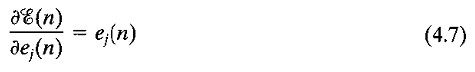 ∂ℰ(n)/∂e_j(n) = e_j(n) (4.7)